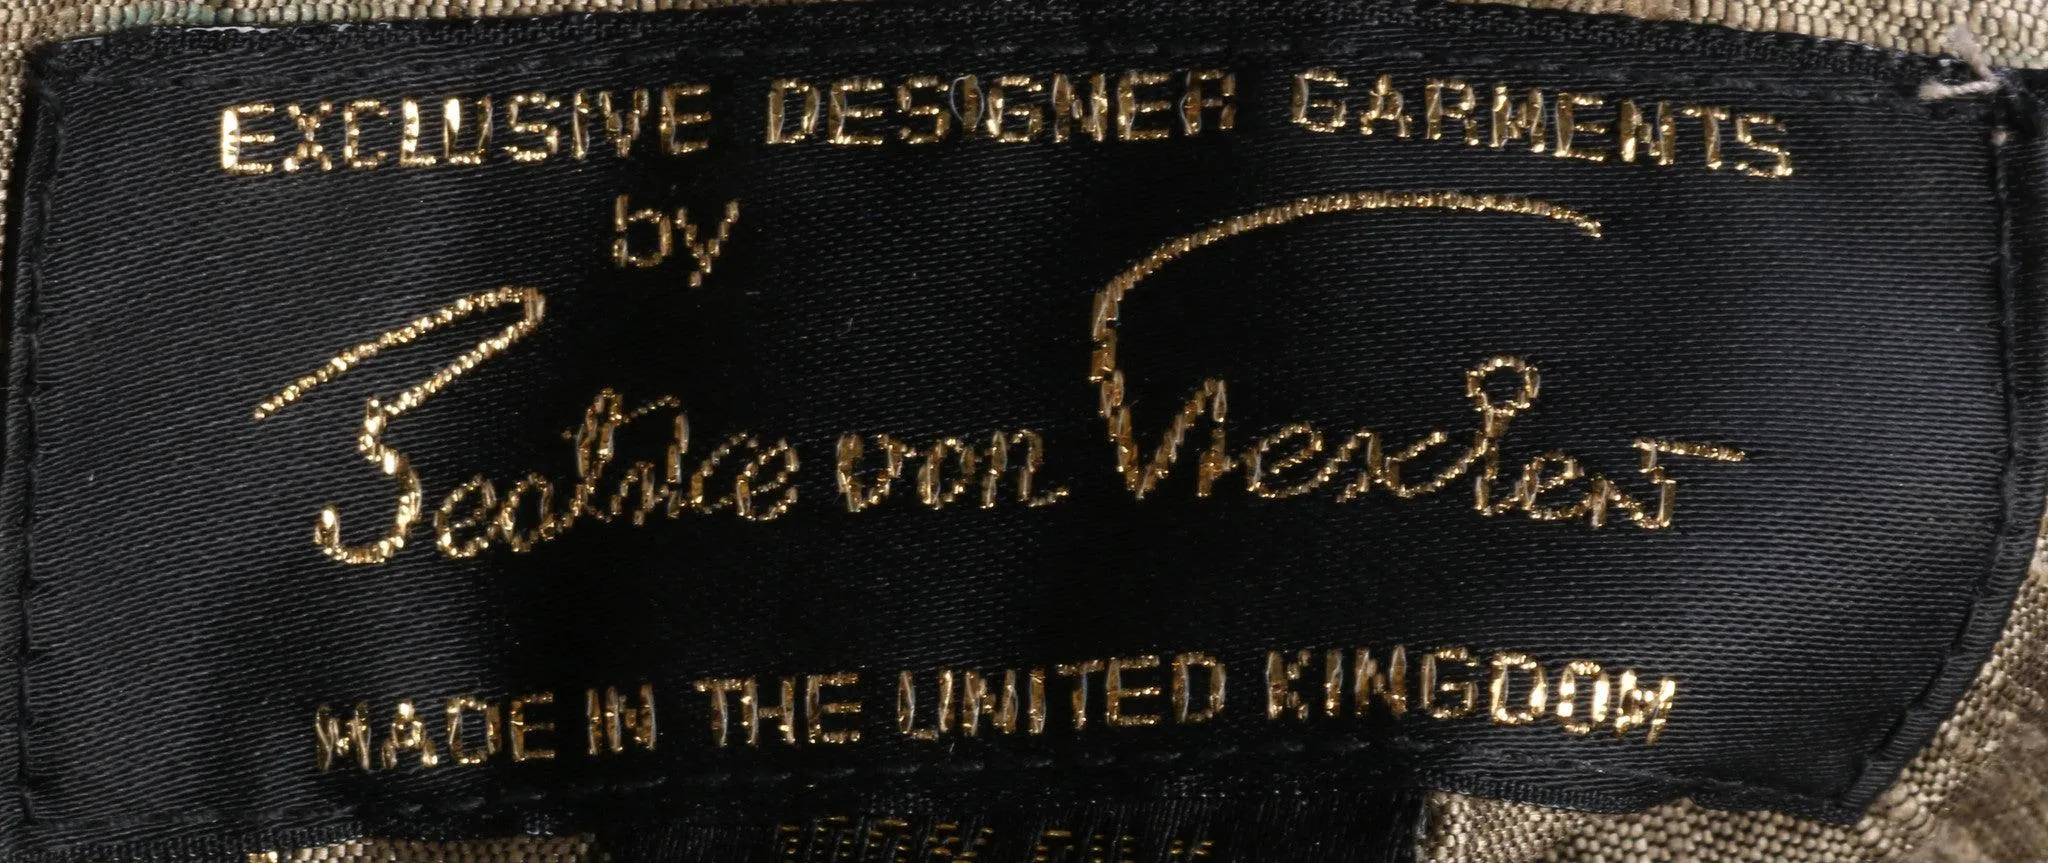 EXCLUSIVE DESIGNER GARMENTS
by
Beatrice von Tresckow
MADE IN THE UNITED KINGDOM